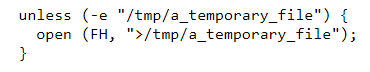 unless (-e "/tmp/a_temporary_file") {
  open (FH, ">/tmp/a_temporary_file");
}